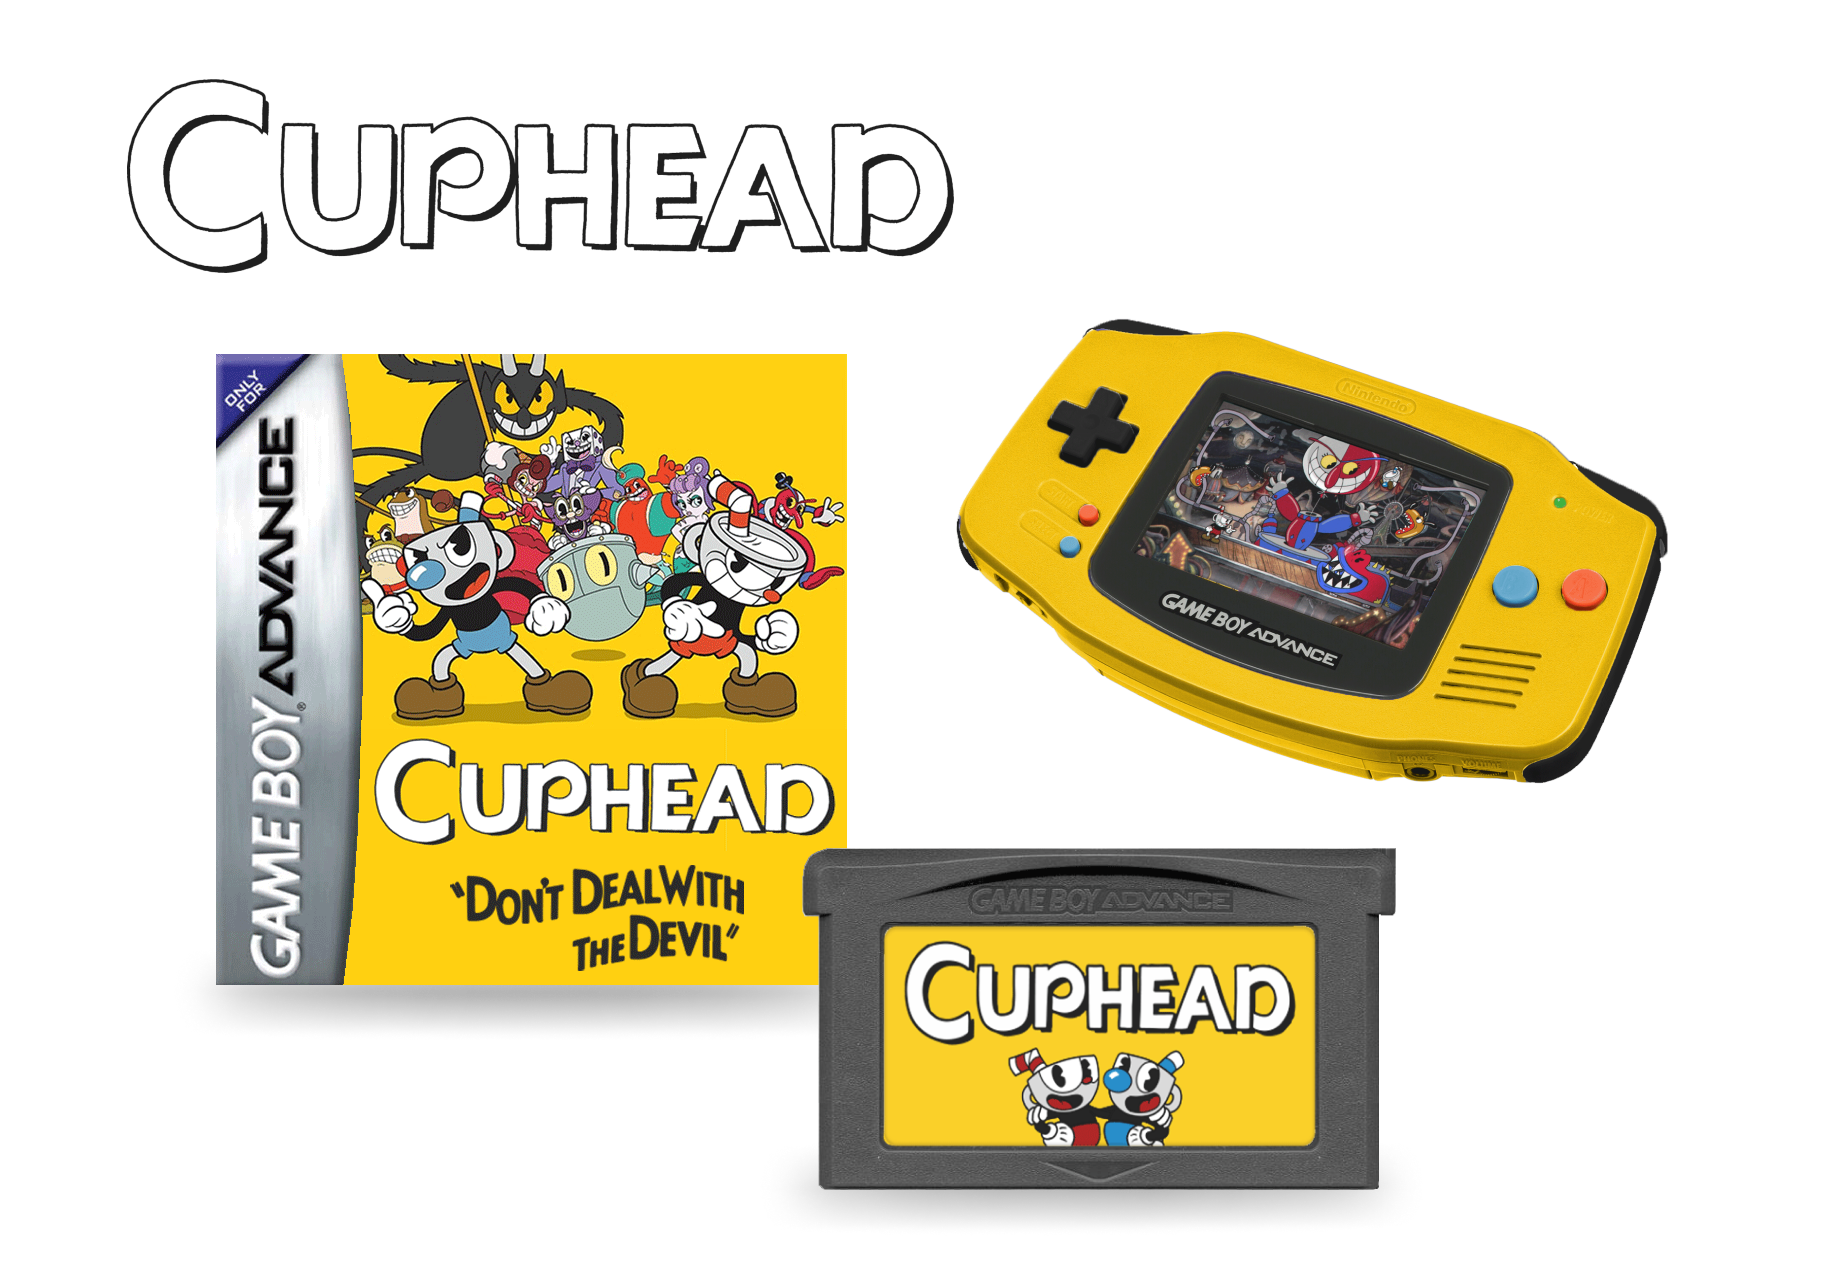 CUPHEAD
ONLY
FOR
GAME BOY ADVANCE®
CUPHEAD
"DON'T DEAL WITH
THE DEVIL"
Nintendo
GAME BOY ADVANCE
GAME BOY ADVANCE
CUPHEAD